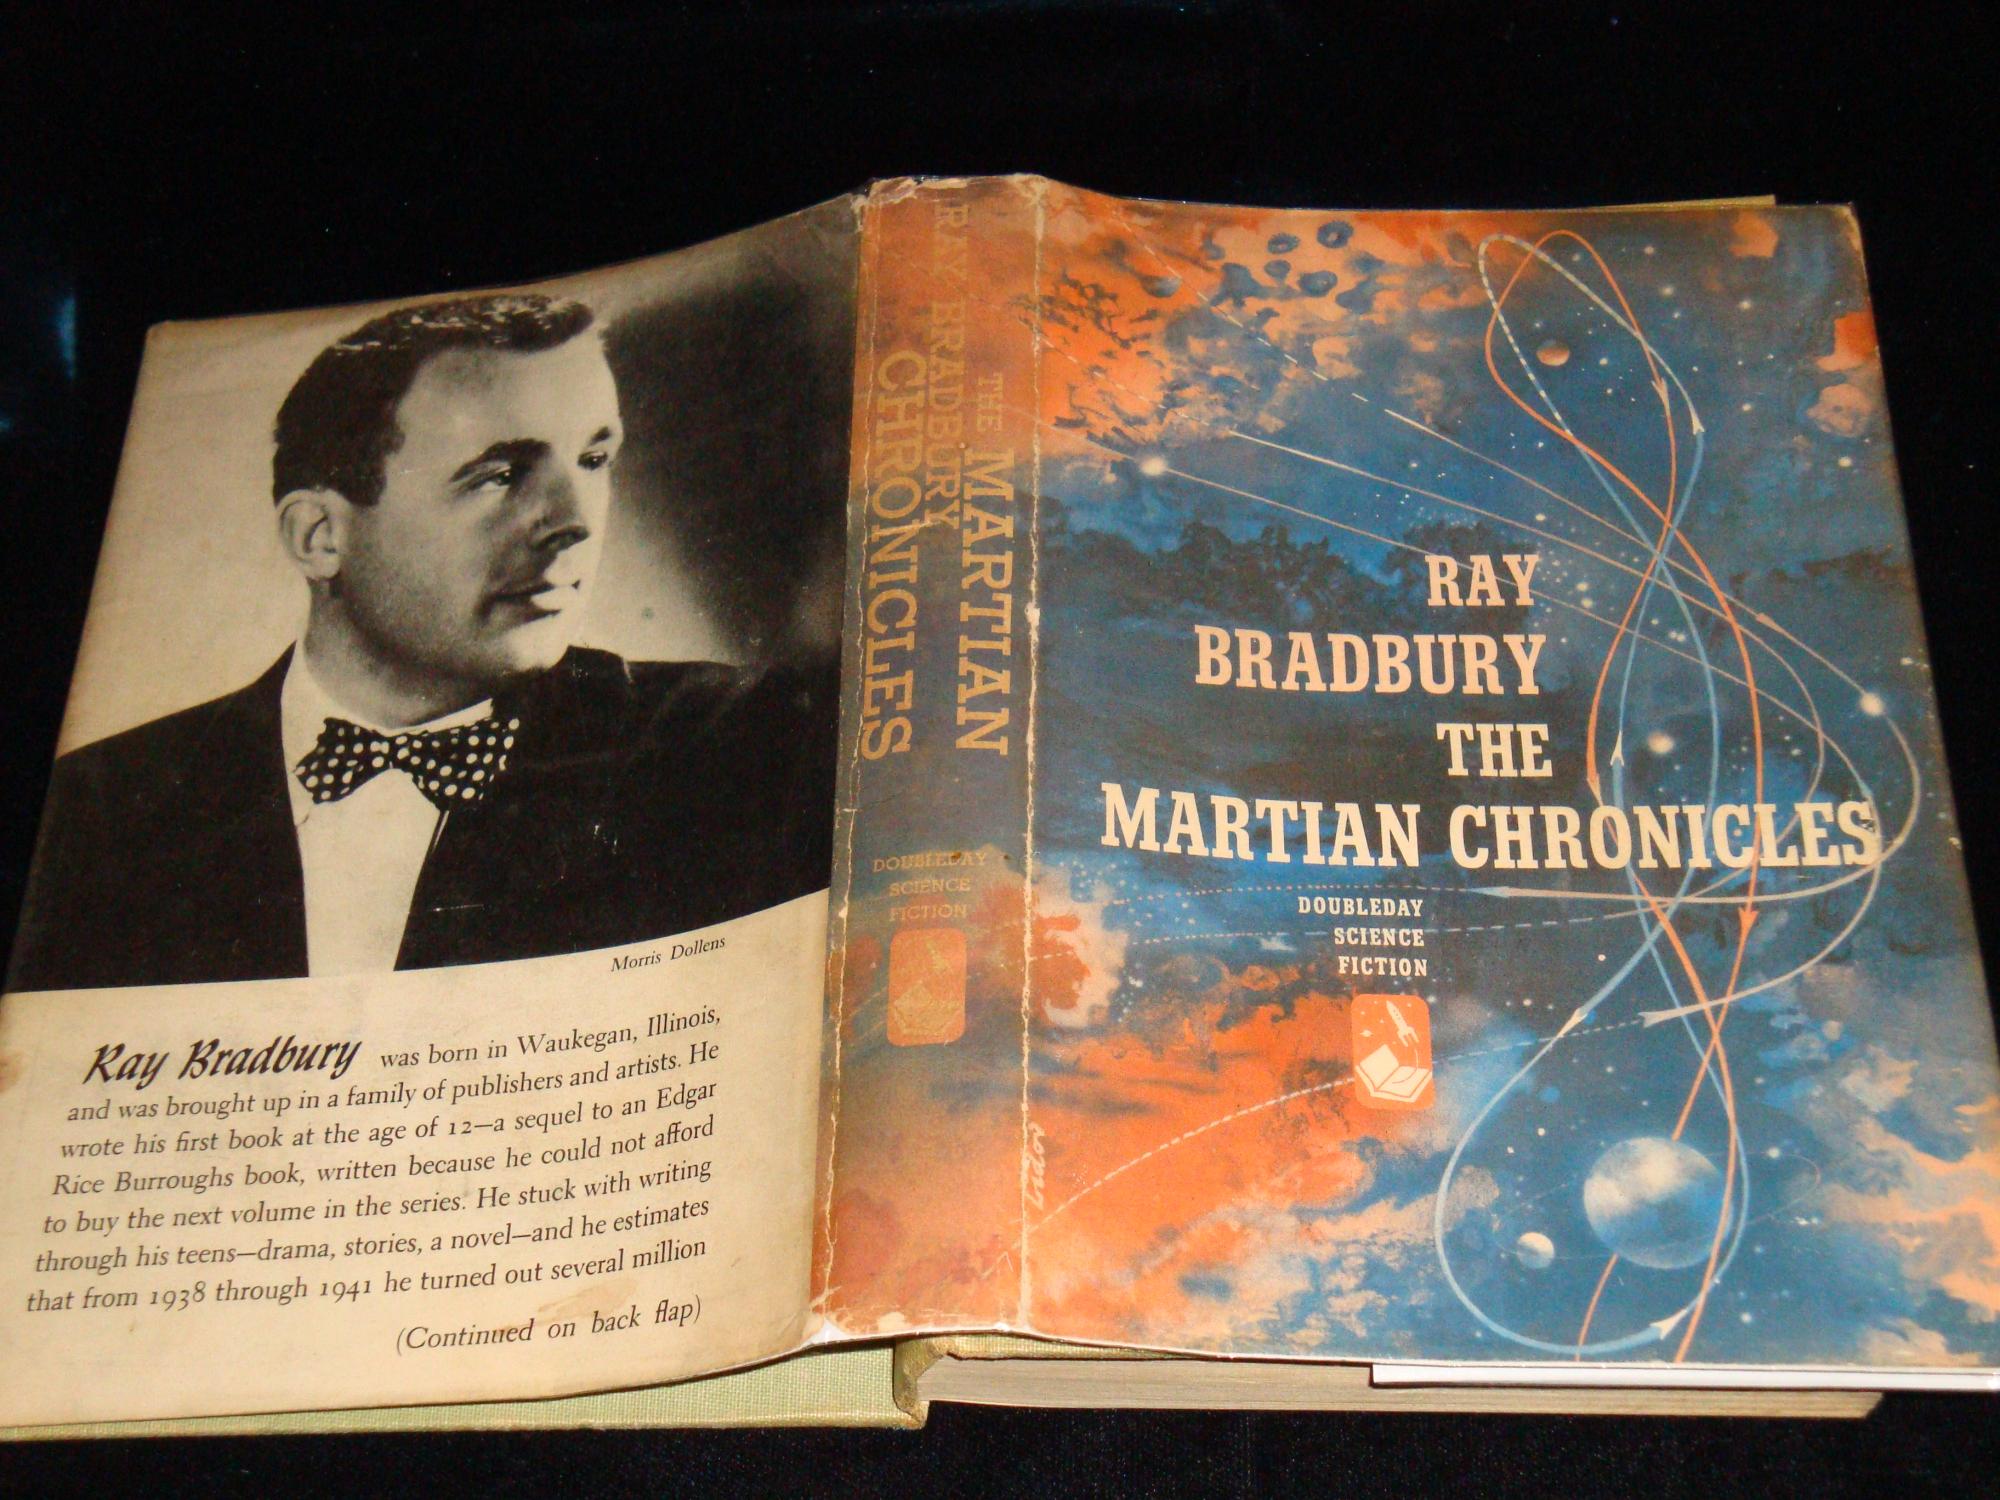 Morris Dollens
Ray Bradbury was born in Waukegan, Illinois,
and was brought up in a family of publishers and artists. He
wrote his first book at the age of 12—a sequel to an Edgar
Rice Burroughs book, written because he could not afford
to buy the next volume in the series. He stuck with writing
through his teens—drama, stories, a novel—and he estimates
that from 1938 through 1941 he turned out several million
(Continued on back flap)
RAY BRADBURY
THE MARTIAN
CHRONICLES
DOUBLEDAY
SCIENCE
FICTION
RAY
BRADBURY
THE
MARTIAN CHRONICLES
DOUBLEDAY
SCIENCE
FICTION